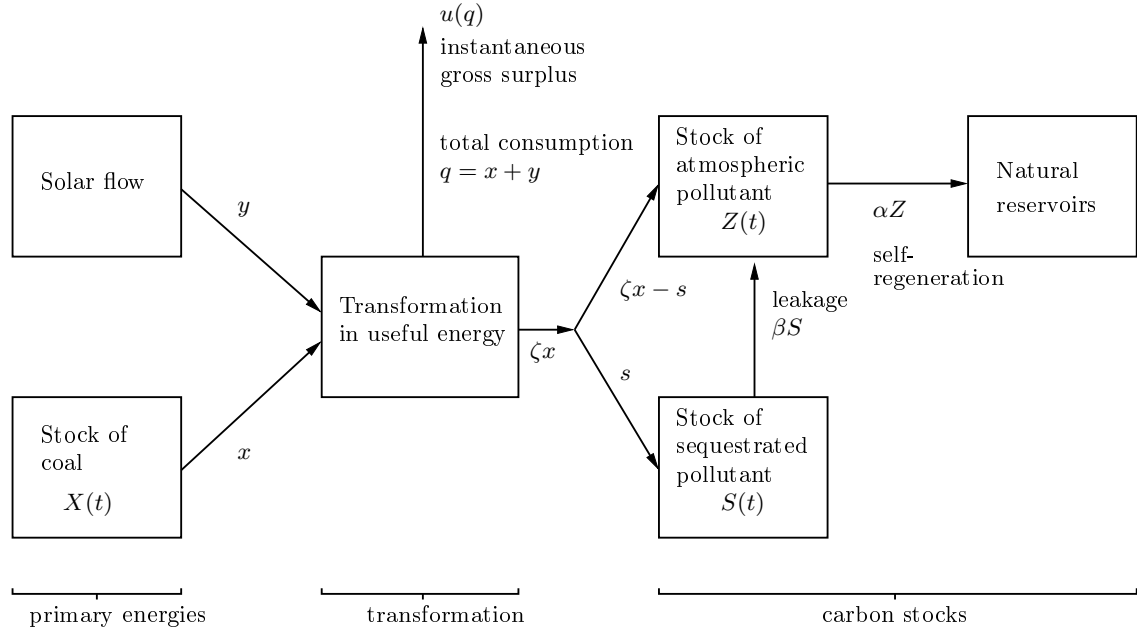 u(q)
instantaneous
gross surplus
total consumption
q = x + y
Solar flow
y
Stock of
coal
X(t)
x
Transformation
in useful energy
ζx
ζx − s
s
Stock of
atmospheric
pollutant
Z(t)
leakage
βS
Stock of
sequestrated
pollutant
S(t)
αZ
self-
regeneration
Natural
reservoirs
primary energies
transformation
carbon stocks